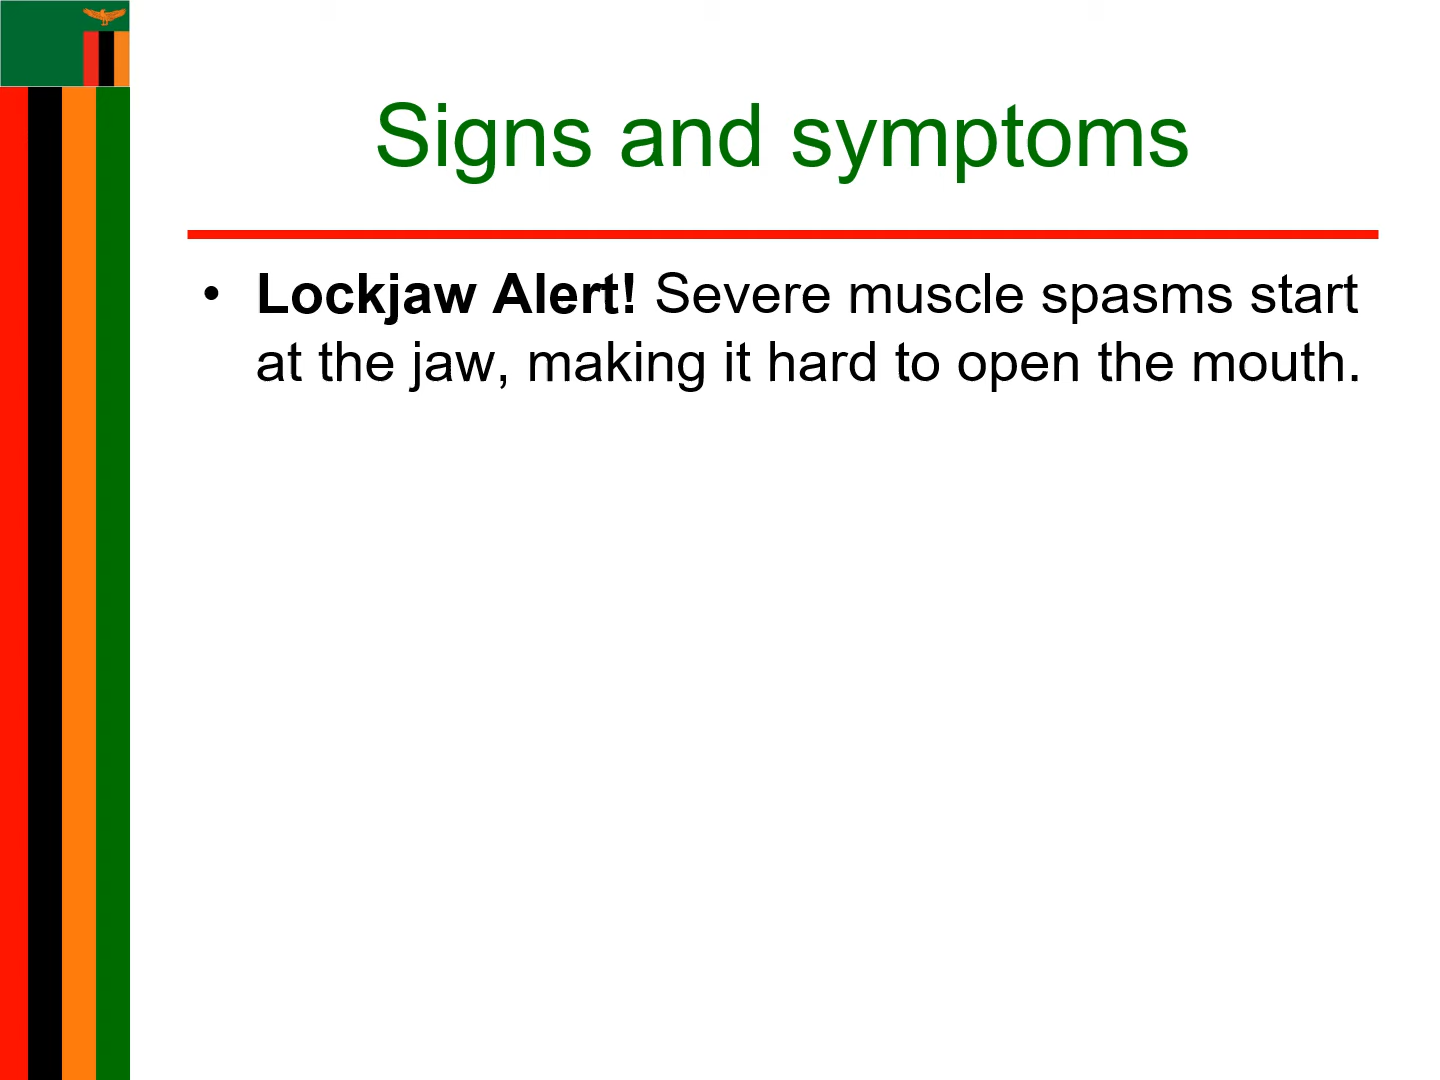 Signs and symptoms
• Lockjaw Alert! Severe muscle spasms start
at the jaw, making it hard to open the mouth.